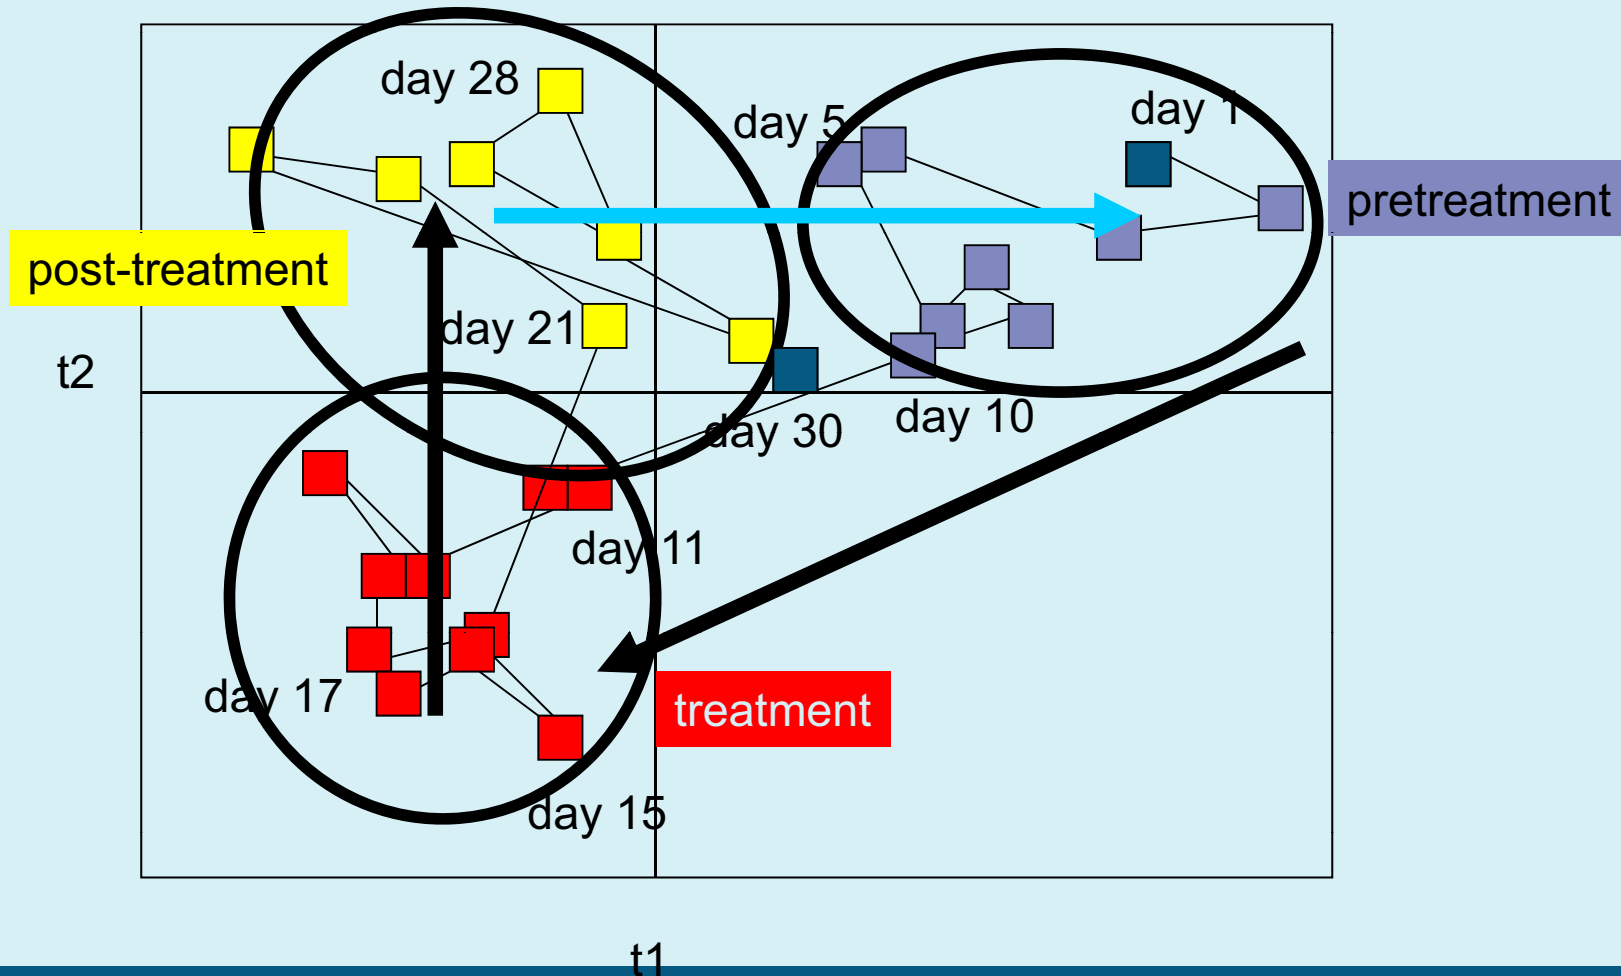 day 28
day 1
day 5
pretreatment
post-treatment
day 21
t2
day 30
day 10
day 11
day 17
treatment
day 15
t1